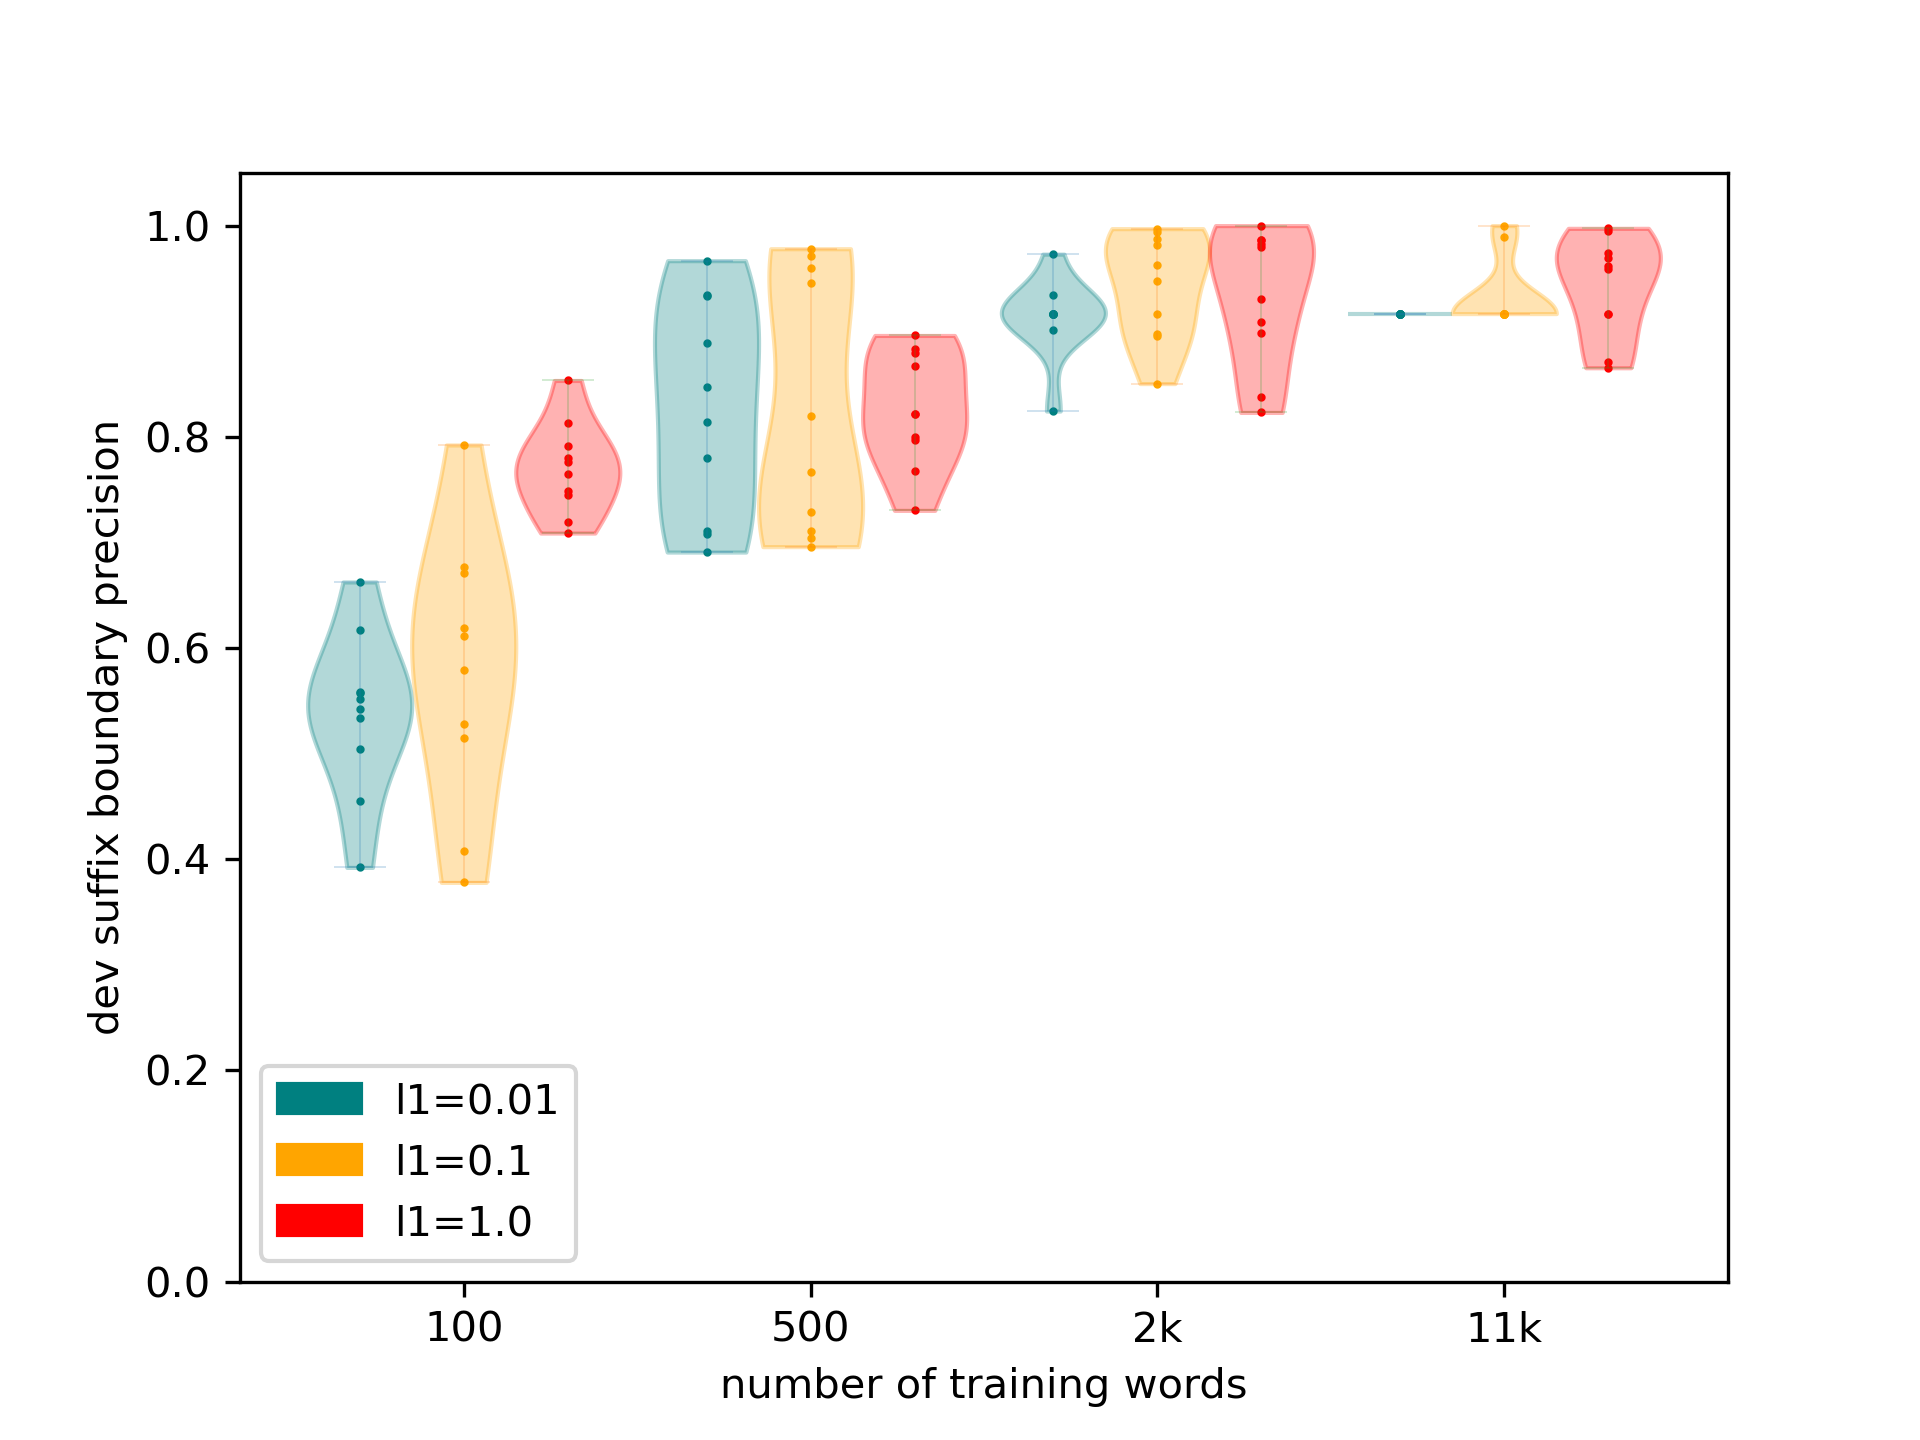 1.0
0.8
0.6
0.4
0.2
0.0
dev suffix boundary precision
l1=0.01
l1=0.1
l1=1.0
100 500 2k 11k
number of training words